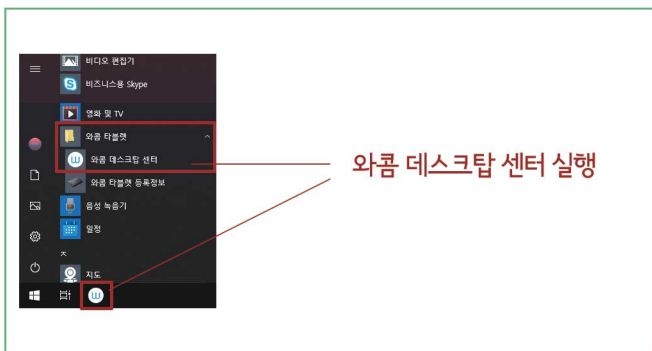 비디오 편집기
비즈니스용 Skype
영화 및 TV
와콤 타블렛
와콤 데스크탑 센터
와콤 타블렛 등록정보
음성 녹음기
일정
ㅈ
지도
와콤 데스크탑 센터 실행